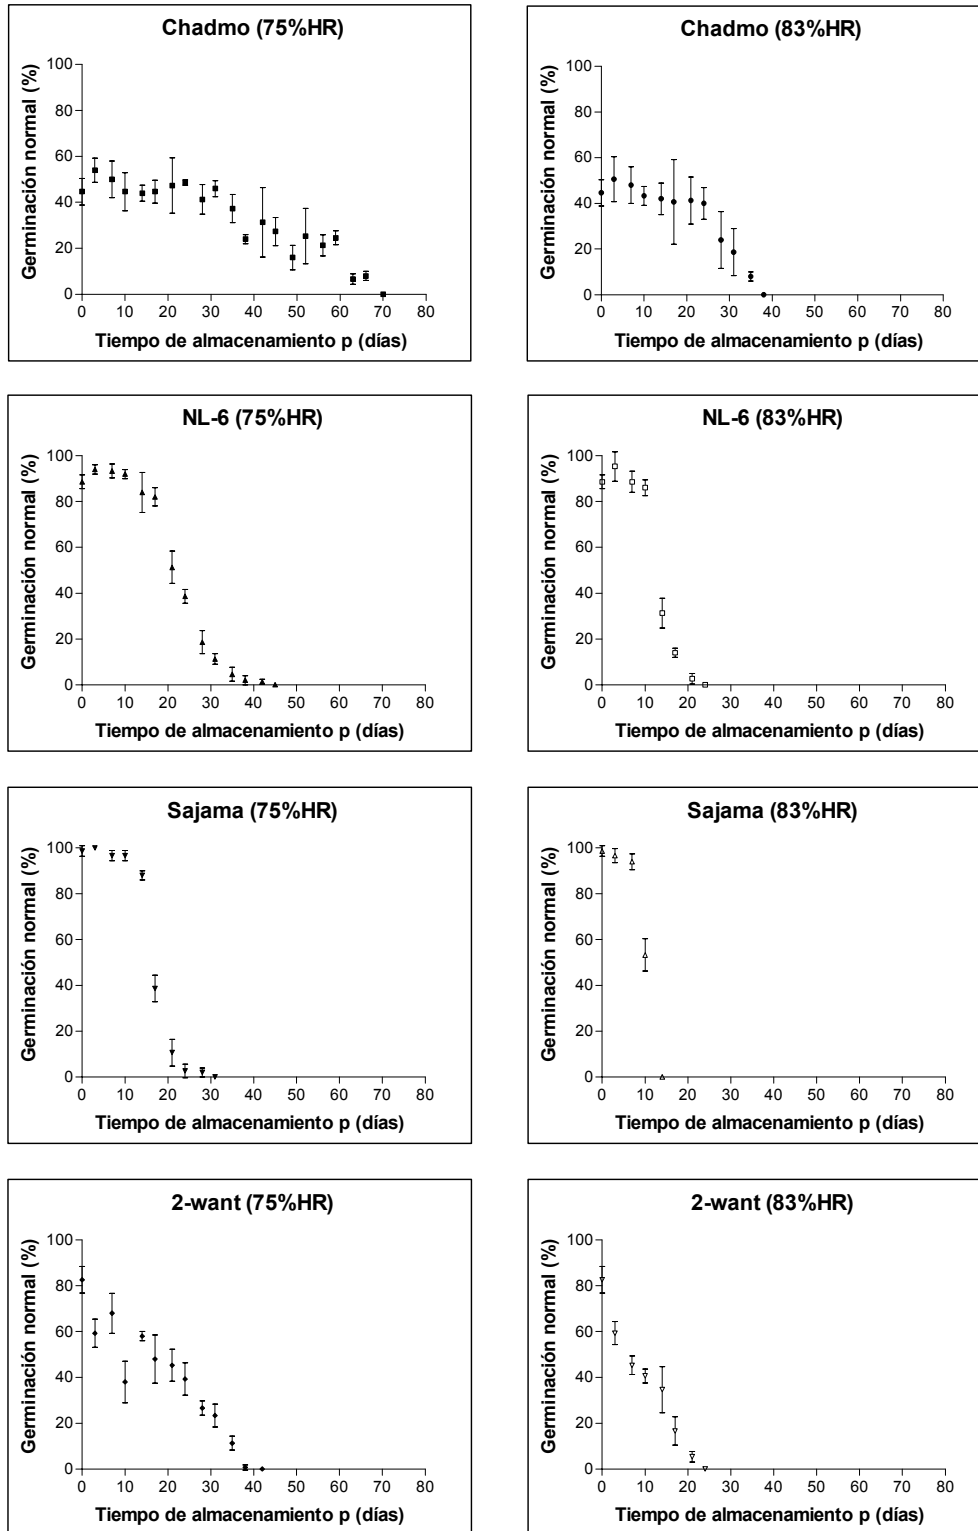 Chadmo (75%HR)
Germinación normal (%)
100
80
60
40
20
0
0 10 20 30 40 50 60 70 80
Tiempo de almacenamiento p (días)
Chadmo (83%HR)
Germinación normal (%)
100
80
60
40
20
0
0 10 20 30 40 50 60 70 80
Tiempo de almacenamiento p (días)
NL-6 (75%HR)
Germinación normal (%)
100
80
60
40
20
0
0 10 20 30 40 50 60 70 80
Tiempo de almacenamiento p (días)
NL-6 (83%HR)
Germinación normal (%)
100
80
60
40
20
0
0 10 20 30 40 50 60 70 80
Tiempo de almacenamiento p (días)
Sajama (75%HR)
Germinación normal (%)
100
80
60
40
20
0
0 10 20 30 40 50 60 70 80
Tiempo de almacenamiento p (días)
Sajama (83%HR)
Germinación normal (%)
100
80
60
40
20
0
0 10 20 30 40 50 60 70 80
Tiempo de almacenamiento p (días)
2-want (75%HR)
Germinación normal (%)
100
80
60
40
20
0
0 10 20 30 40 50 60 70 80
Tiempo de almacenamiento p (días)
2-want (83%HR)
Germinación normal (%)
100
80
60
40
20
0
0 10 20 30 40 50 60 70 80
Tiempo de almacenamiento p (días)